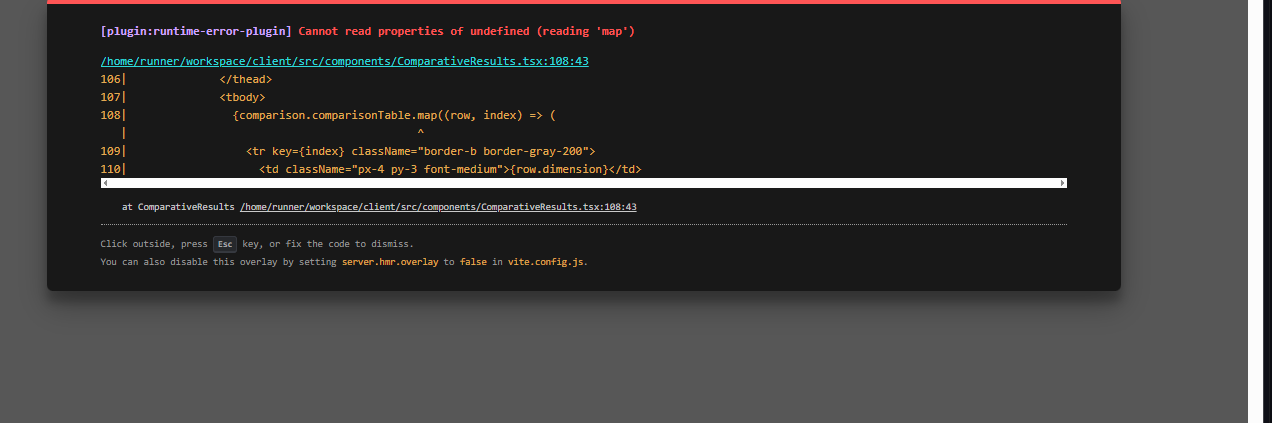 [plugin:runtime-error-plugin] Cannot read properties of undefined (reading 'map')
/home/runner/workspace/client/src/components/ComparativeResults.tsx:108:43
106|              </thead>
107|              <tbody>
108|                {comparison.comparisonTable.map((row, index) => (
   |                                            ^
109|                  <tr key={index} className="border-b border-gray-200">
110|                    <td className="px-4 py-3 font-medium">{row.dimension}</td>
at ComparativeResults /home/runner/workspace/client/src/components/ComparativeResults.tsx:108:43
Click outside, press Esc key, or fix the code to dismiss.
You can also disable this overlay by setting server.hmr.overlay to false in vite.config.js.